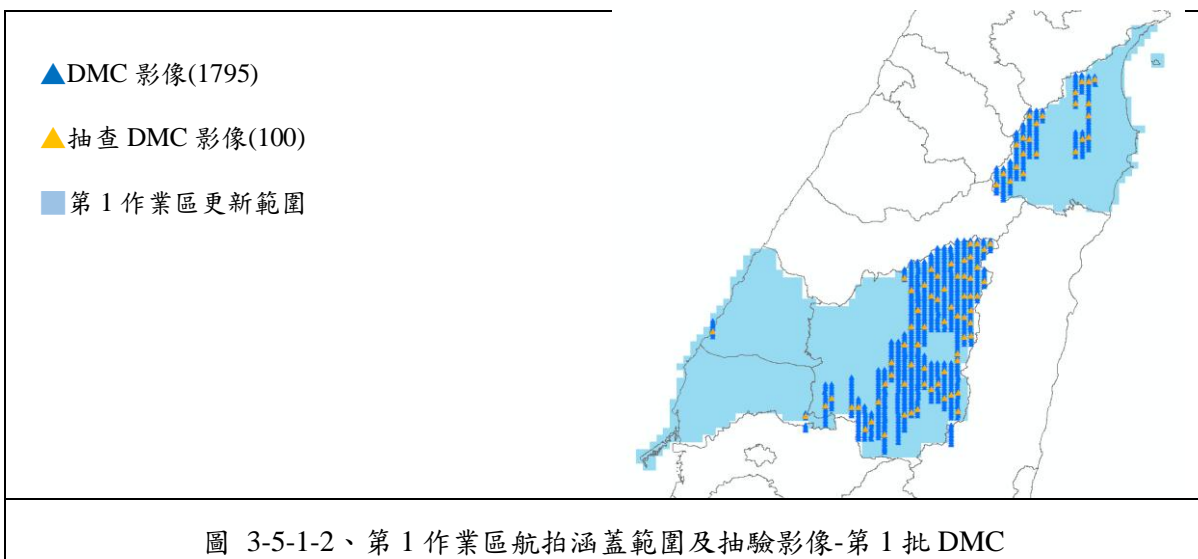 ▲DMC 影像(1795)
▲抽查 DMC 影像(100)
■第 1 作業區更新範圍
圖 3-5-1-2、第 1 作業區航拍涵蓋範圍及抽驗影像-第 1 批 DMC